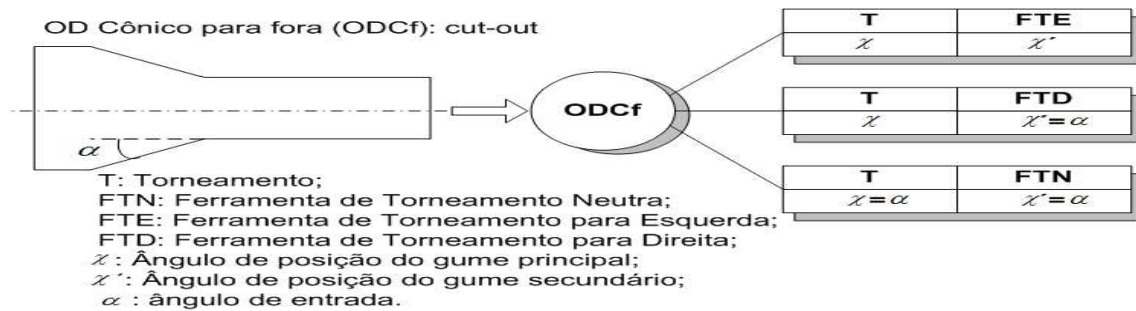 OD Cônico para fora (ODCf): cut-out
T FTE
χ χ´
ODCf
T FTD
χ χ´=α
α
T FTN
χ=α χ´=α
T: Torneamento;
FTN: Ferramenta de Torneamento Neutra;
FTE: Ferramenta de Torneamento para Esquerda;
FTD: Ferramenta de Torneamento para Direita;
χ: Ângulo de posição do gume principal;
χ´: Ângulo de posição do gume secundário;
α : ângulo de entrada.